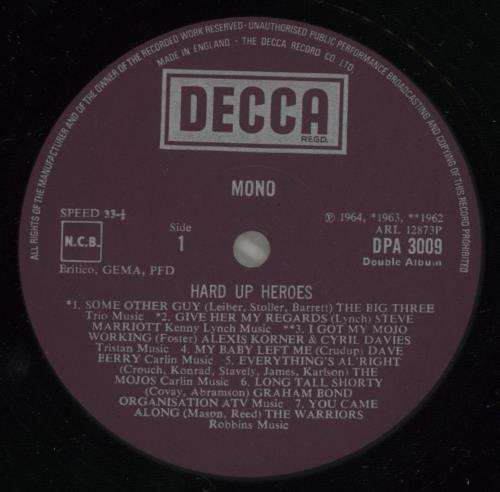 ALL RIGHTS OF THE MANUFACTURER AND OF THE OWNER OF THE RECORDED WORK RESERVED · UNAUTHORISED PUBLIC PERFORMANCE BROADCASTING AND COPYING OF THIS RECORD PROHIBITED
MADE IN ENGLAND · THE DECCA RECORD CO. LTD.
DECCA
REGD.
MONO
SPEED 33-⅓
Side
1
℗ 1964, *1963, **1962
ARL 12873P
N.C.B.
DPA 3009
Double Album
Britico, GEMA, PFD
HARD UP HEROES
*1. SOME OTHER GUY (Leiber, Stoller, Barrett) THE BIG THREE
Trio Music *2. GIVE HER MY REGARDS (Lynch) STEVE
MARRIOTT Kenny Lynch Music **3. I GOT MY MOJO
WORKING (Foster) ALEXIS KORNER & CYRIL DAVIES
Tristan Music 4. MY BABY LEFT ME (Crudup) DAVE
BERRY Carlin Music 5. EVERYTHING'S AL'RIGHT
(Crouch, Konrad, Stavely, James, Karlson) THE
MOJOS Carlin Music 6. LONG TALL SHORTY
(Covay, Abramson) GRAHAM BOND
ORGANISATION ATV Music 7. YOU CAME
ALONG (Mason, Reed) THE WARRIORS
Robbins Music